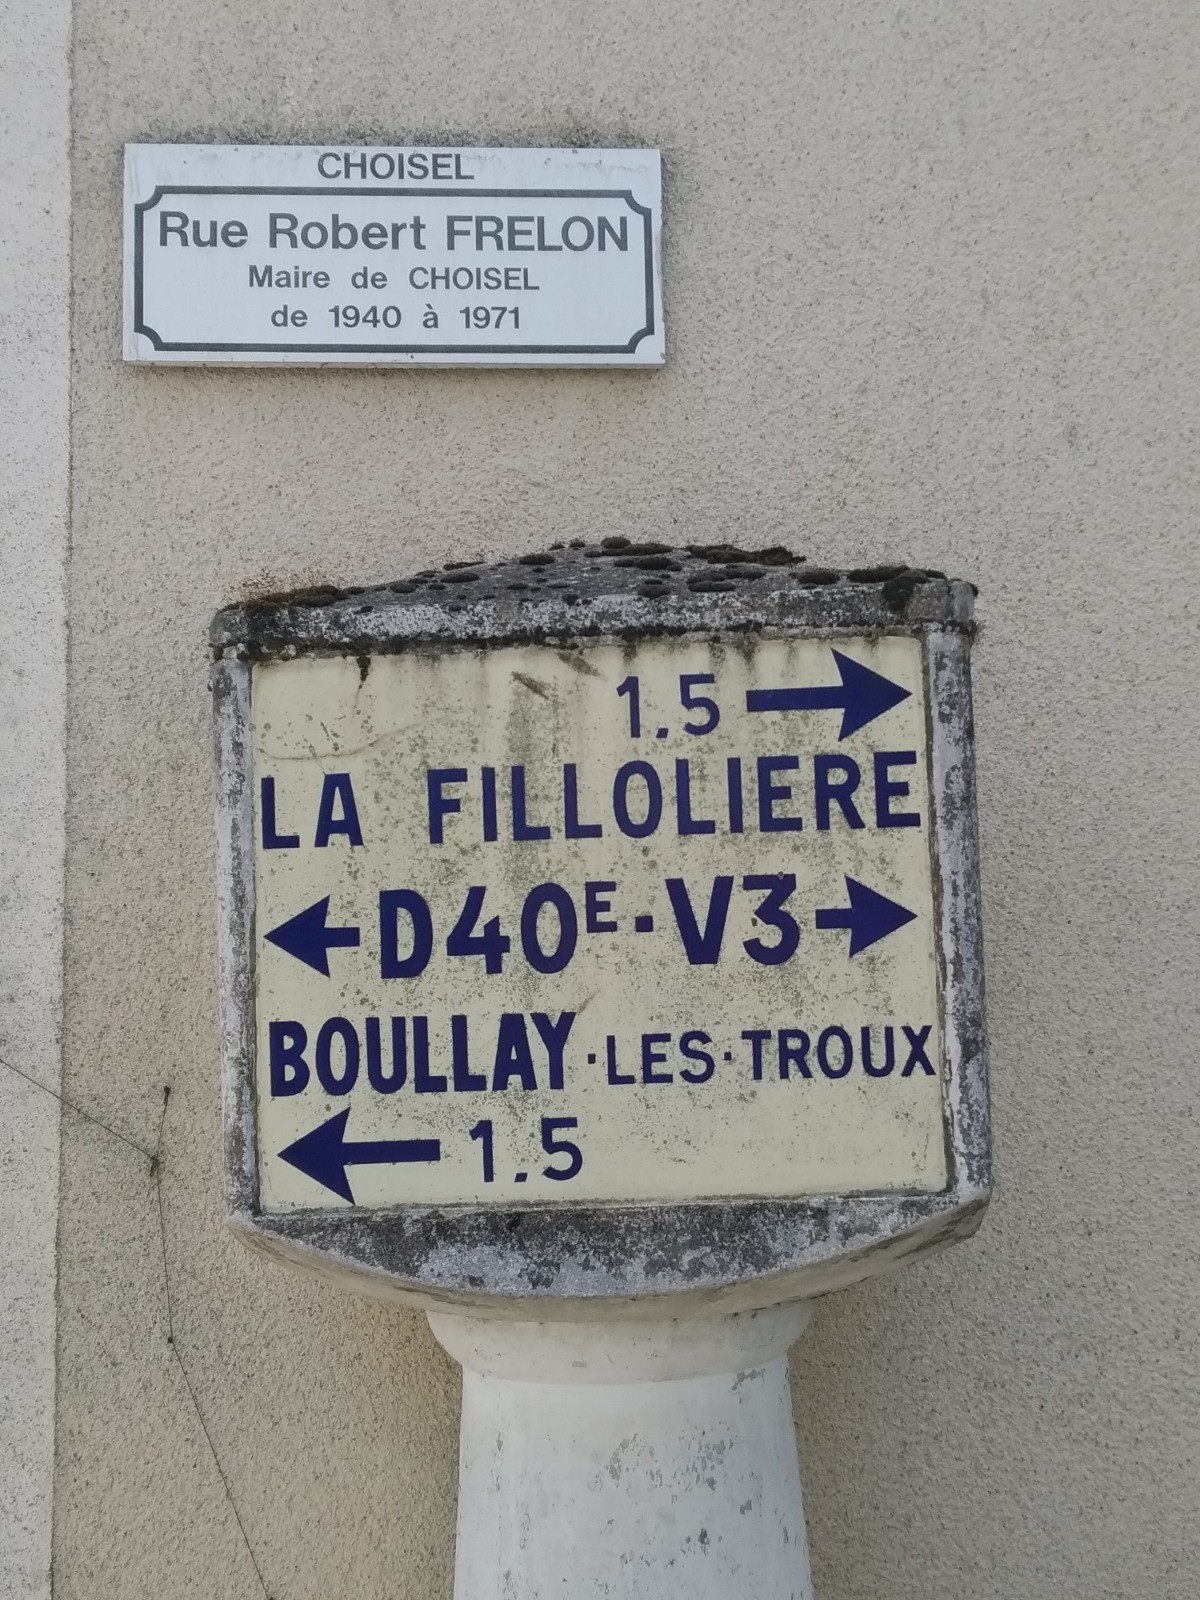 CHOISEL
Rue Robert FRELON
Maire de CHOISEL
de 1940 à 1971
1.5 →
LA FILLOLIERE
← D40E·V3 →
BOULLAY·LES·TROUX
← 1.5